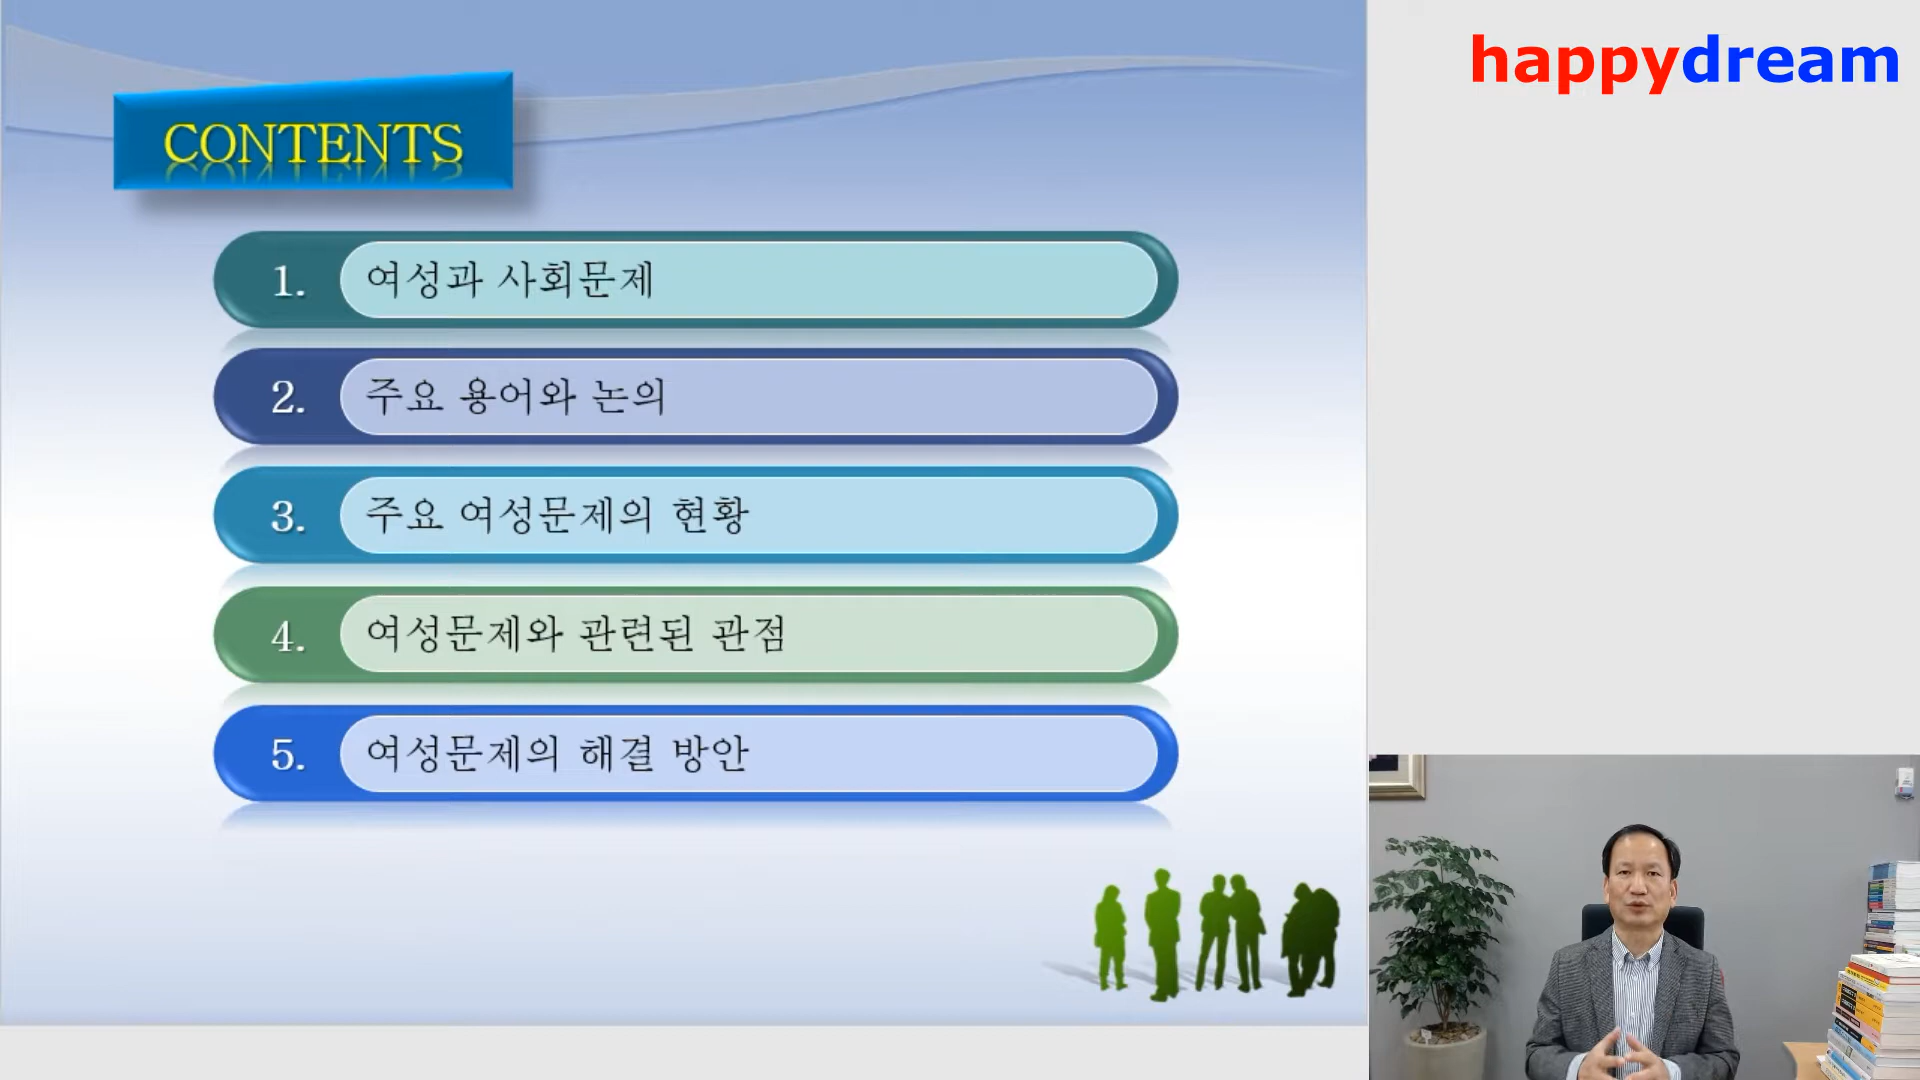 happydream
CONTENTS
1. 여성과 사회문제
2. 주요 용어와 논의
3. 주요 여성문제의 현황
4. 여성문제와 관련된 관점
5. 여성문제의 해결 방안